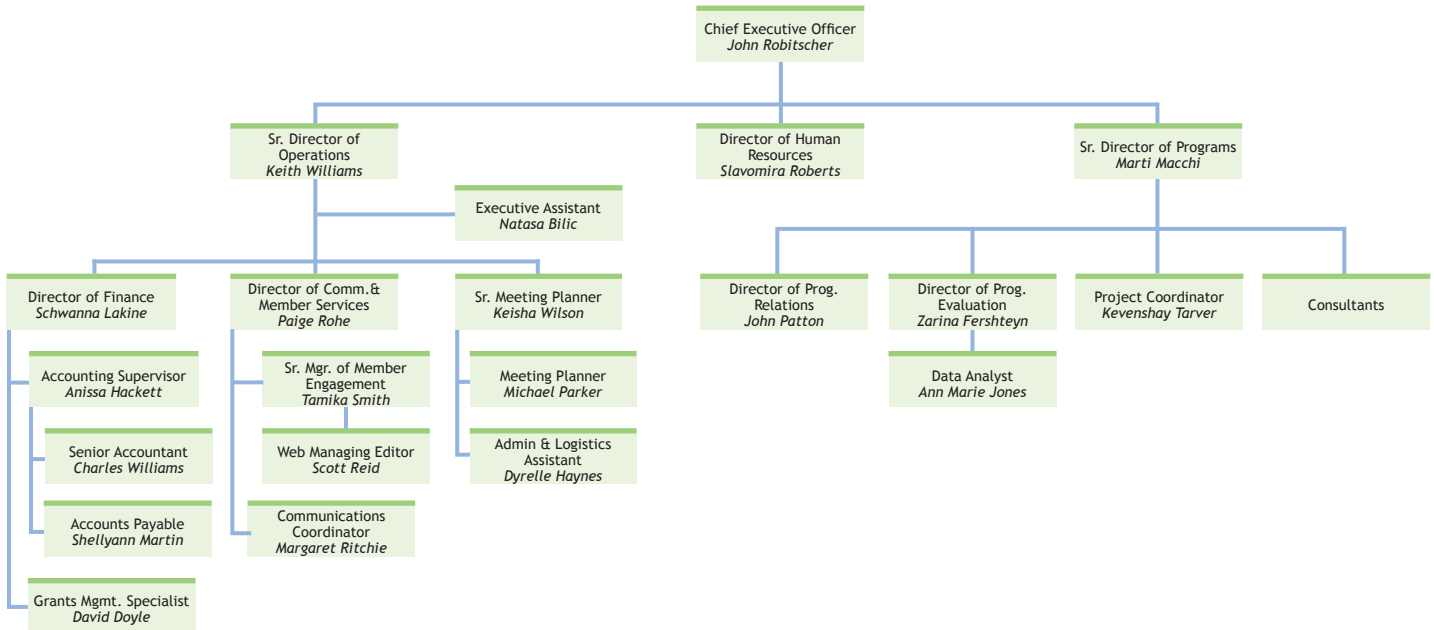 Chief Executive Officer
John Robitscher
Sr. Director of
Operations
Keith Williams
Director of Human
Resources
Slavomira Roberts
Sr. Director of Programs
Marti Macchi
Executive Assistant
Natasa Bilic
Director of Finance
Schwanna Lakine
Director of Comm.&
Member Services
Paige Rohe
Sr. Meeting Planner
Keisha Wilson
Director of Prog.
Relations
John Patton
Director of Prog.
Evaluation
Zarina Fershteyn
Project Coordinator
Kevenshay Tarver
Consultants
Accounting Supervisor
Anissa Hackett
Sr. Mgr. of Member
Engagement
Tamika Smith
Meeting Planner
Michael Parker
Data Analyst
Ann Marie Jones
Senior Accountant
Charles Williams
Web Managing Editor
Scott Reid
Admin & Logistics
Assistant
Dyrelle Haynes
Accounts Payable
Shellyann Martin
Communications
Coordinator
Margaret Ritchie
Grants Mgmt. Specialist
David Doyle